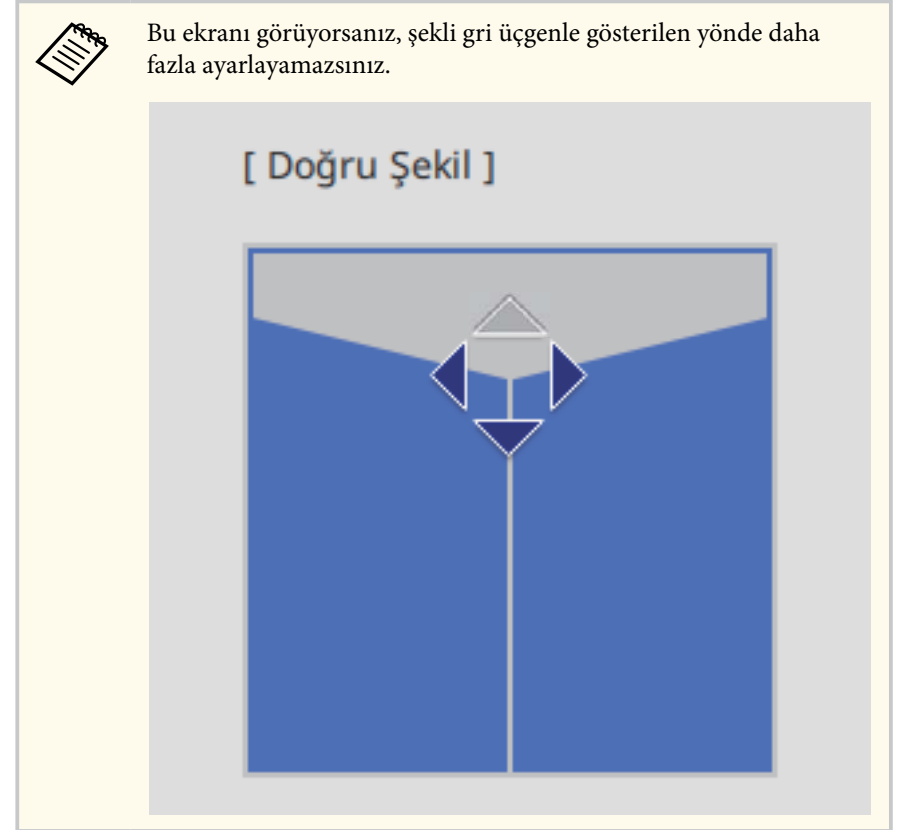 Bu ekranı görüyorsanız, şekli gri üçgenle gösterilen yönde daha
fazla ayarlayamazsınız.
[ Doğru Şekil ]